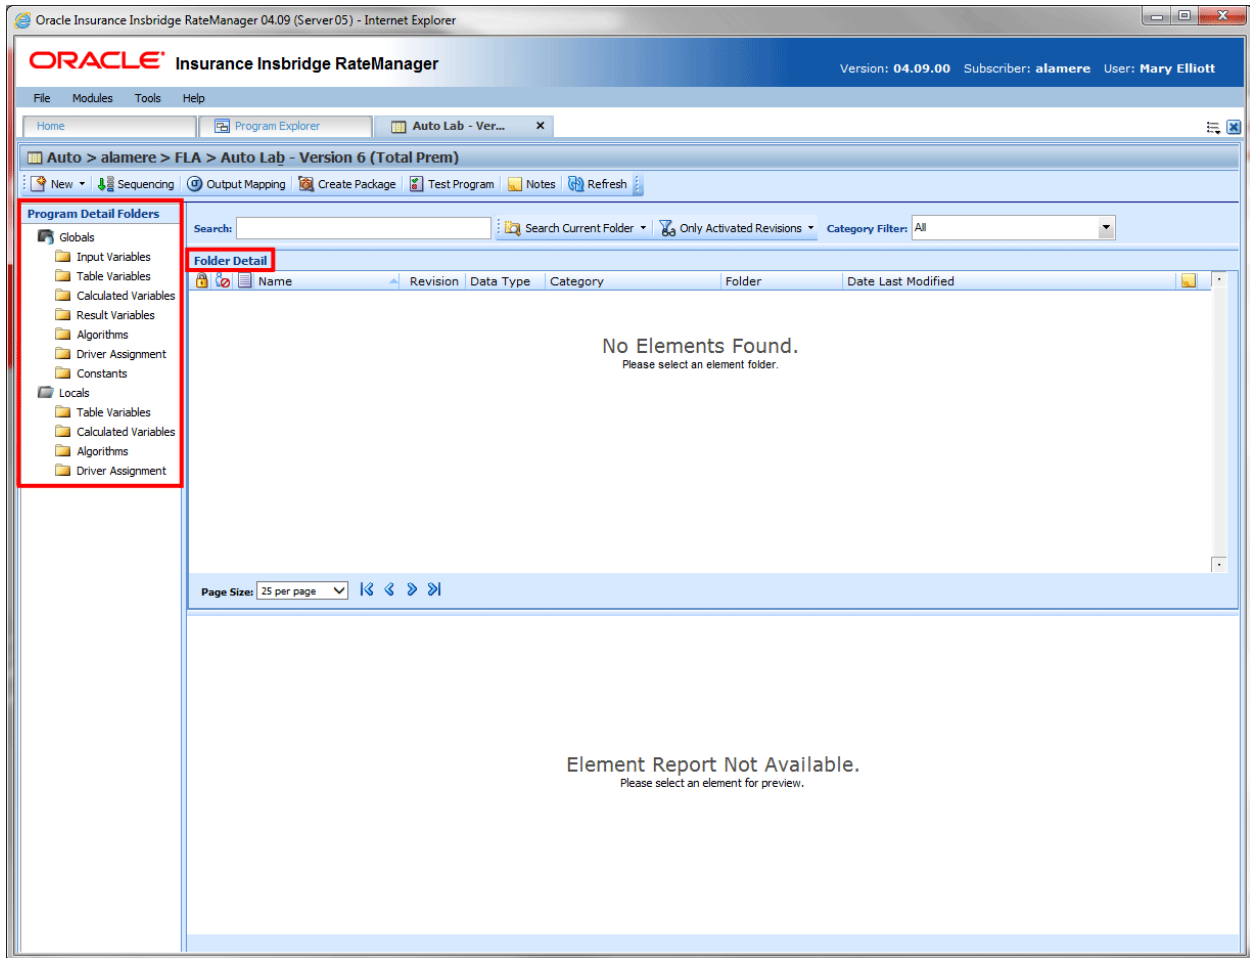 Oracle Insurance Insbridge RateManager 04.09 (Server05) - Internet Explorer
ORACLE Insurance Insbridge RateManager
Version: 04.09.00 Subscriber: alamere User: Mary Elliott
File Modules Tools Help
Home Program Explorer Auto Lab - Ver...
Auto > alamere > FLA > Auto Lab - Version 6 (Total Prem)
New Sequencing Output Mapping Create Package Test Program Notes Refresh
Program Detail Folders
Globals
Input Variables
Table Variables
Calculated Variables
Result Variables
Algorithms
Driver Assignment
Constants
Locals
Table Variables
Calculated Variables
Algorithms
Driver Assignment
Search: Search Current Folder Only Activated Revisions Category Filter: All
Folder Detail
Name Revision Data Type Category Folder Date Last Modified
No Elements Found.
Please select an element folder.
Page Size: 25 per page
Element Report Not Available.
Please select an element for preview.